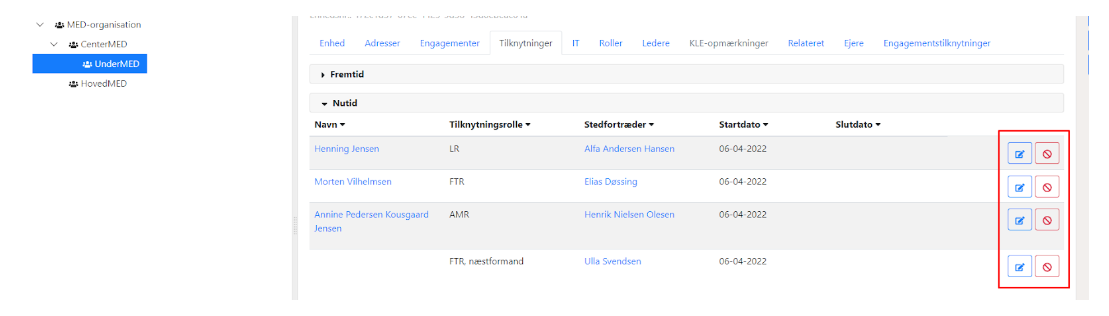 MED-organisation
CenterMED
UnderMED
HovedMED
Enhed Adresser Engagementer Tilknytninger IT Roller Ledere KLE-opmærkninger Relateret Ejere Engagementstilknytninger
Fremtid
Nutid
Navn Tilknytningsrolle Stedfortræder Startdato Slutdato
Henning Jensen LR Alfa Andersen Hansen 06-04-2022
Morten Vilhelmsen FTR Elias Døssing 06-04-2022
Annine Pedersen Kousgaard AMR Henrik Nielsen Olesen 06-04-2022
Jensen
FTR, næstformand Ulla Svendsen 06-04-2022